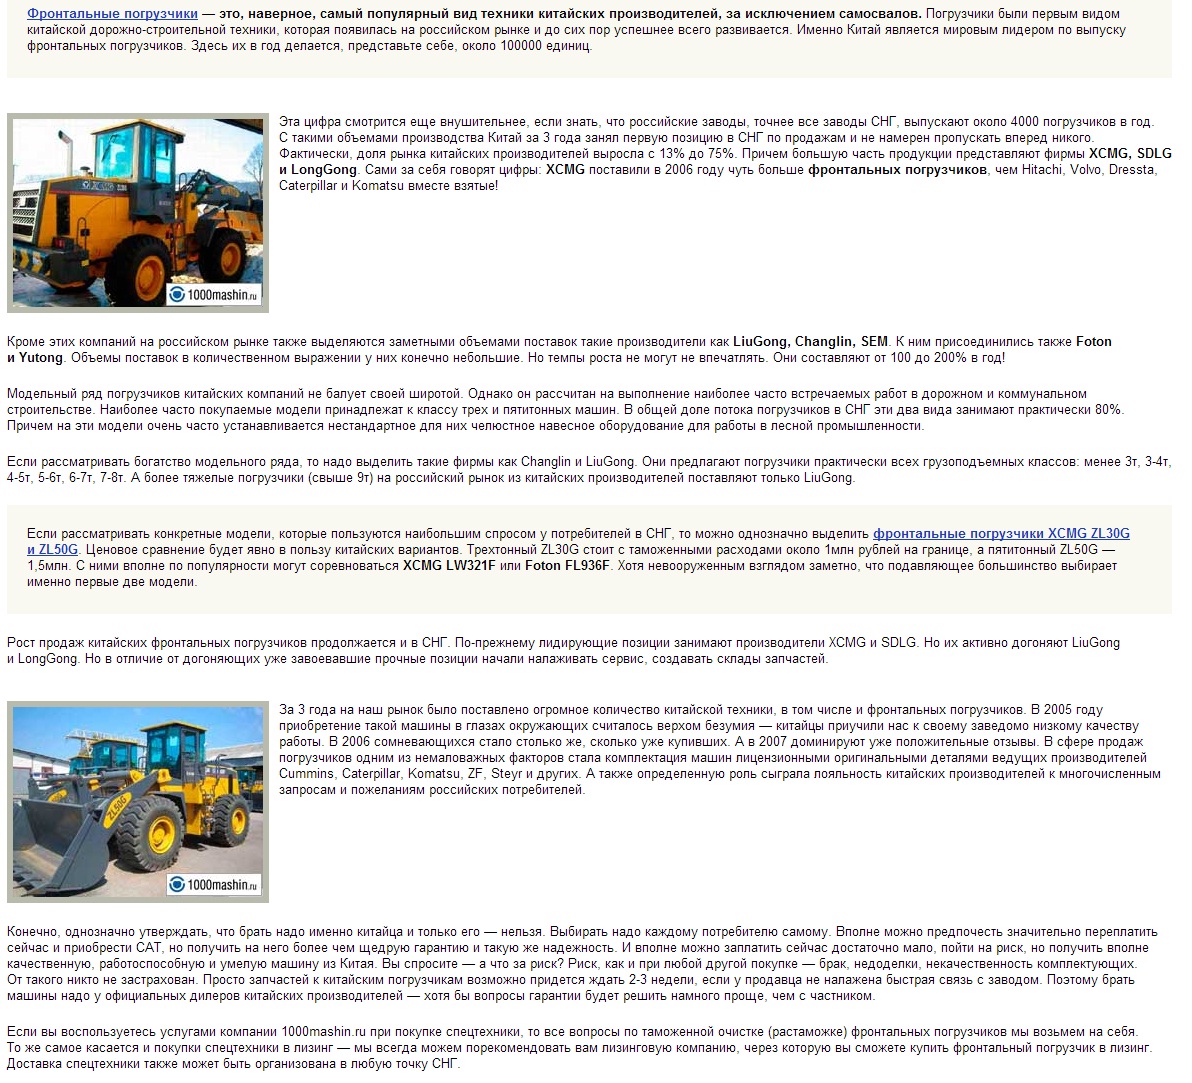 Фронтальные погрузчики — это, наверное, самый популярный вид техники китайских производителей, за исключением самосвалов. Погрузчики были первым видом
китайской дорожно-строительной техники, которая появилась на российском рынке и до сих пор успешнее всего развивается. Именно Китай является мировым лидером по выпуску
фронтальных погрузчиков. Здесь их в год делается, представьте себе, около 100000 единиц.
Эта цифра смотрится еще внушительнее, если знать, что российские заводы, точнее все заводы СНГ, выпускают около 4000 погрузчиков в год.
С такими объемами производства Китай за 3 года занял первую позицию в СНГ по продажам и не намерен пропускать вперед никого.
Фактически, доля рынка китайских производителей выросла с 13% до 75%. Причем большую часть продукции представляют фирмы XCMG, SDLG
и LongGong. Сами за себя говорят цифры: XCMG поставили в 2006 году чуть больше фронтальных погрузчиков, чем Hitachi, Volvo, Dressta,
Caterpillar и Komatsu вместе взятые!
1000mashin.ru
Кроме этих компаний на российском рынке также выделяются заметными объемами поставок такие производители как LiuGong, Changlin, SEM. К ним присоединились также Foton
и Yutong. Объемы поставок в количественном выражении у них конечно небольшие. Но темпы роста не могут не впечатлять. Они составляют от 100 до 200% в год!
Модельный ряд погрузчиков китайских компаний не балует своей широтой. Однако он рассчитан на выполнение наиболее часто встречаемых работ в дорожном и коммунальном
строительстве. Наиболее часто покупаемые модели принадлежат к классу трех и пятитонных машин. В общей доле потока погрузчиков в СНГ эти два вида занимают практически 80%.
Причем на эти модели очень часто устанавливается нестандартное для них челюстное навесное оборудование для работы в лесной промышленности.
Если рассматривать богатство модельного ряда, то надо выделить такие фирмы как Changlin и LiuGong. Они предлагают погрузчики практически всех грузоподъемных классов: менее 3т, 3-4т,
4-5т, 5-6т, 6-7т, 7-8т. А более тяжелые погрузчики (свыше 9т) на российский рынок из китайских производителей поставляют только LiuGong.
Если рассматривать конкретные модели, которые пользуются наибольшим спросом у потребителей в СНГ, то можно однозначно выделить фронтальные погрузчики XCMG ZL30G
и ZL50G. Ценовое сравнение будет явно в пользу китайских вариантов. Трехтонный ZL30G стоит с таможенными расходами около 1млн рублей на границе, а пятитонный ZL50G —
1,5млн. С ними вполне по популярности могут соревноваться XCMG LW321F или Foton FL936F. Хотя невооруженным взглядом заметно, что подавляющее большинство выбирает
именно первые две модели.
Рост продаж китайских фронтальных погрузчиков продолжается и в СНГ. По-прежнему лидирующие позиции занимают производители XCMG и SDLG. Но их активно догоняют LiuGong
и LongGong. Но в отличие от догоняющих уже завоевавшие прочные позиции начали налаживать сервис, создавать склады запчастей.
За 3 года на наш рынок было поставлено огромное количество китайской техники, в том числе и фронтальных погрузчиков. В 2005 году
приобретение такой машины в глазах окружающих считалось верхом безумия — китайцы приучили нас к своему заведомо низкому качеству
работы. В 2006 сомневающихся стало столько же, сколько уже купивших. А в 2007 доминируют уже положительные отзывы. В сфере продаж
погрузчиков одним из немаловажных факторов стала комплектация машин лицензионными оригинальными деталями ведущих производителей
Cummins, Caterpillar, Komatsu, ZF, Steyr и других. А также определенную роль сыграла лояльность китайских производителей к многочисленным
запросам и пожеланиям российских потребителей.
ZL50G
1000mashin.ru
Конечно, однозначно утверждать, что брать надо именно китайца и только его — нельзя. Выбирать надо каждому потребителю самому. Вполне можно предпочесть значительно переплатить
сейчас и приобрести CAT, но получить на него более чем щедрую гарантию и такую же надежность. И вполне можно заплатить сейчас достаточно мало, пойти на риск, но получить вполне
качественную, работоспособную и умелую машину из Китая. Вы спросите — а что за риск? Риск, как и при любой другой покупке — брак, недоделки, некачественность комплектующих.
От такого никто не застрахован. Просто запчастей к китайским погрузчикам возможно придется ждать 2-3 недели, если у продавца не налажена быстрая связь с заводом. Поэтому брать
машины надо у официальных дилеров китайских производителей — хотя бы вопросы гарантии будет решить намного проще, чем с частником.
Если вы воспользуетесь услугами компании 1000mashin.ru при покупке спецтехники, то все вопросы по таможенной очистке (растаможке) фронтальных погрузчиков мы возьмем на себя.
То же самое касается и покупки спецтехники в лизинг — мы всегда можем порекомендовать вам лизинговую компанию, через которую вы сможете купить фронтальный погрузчик в лизинг.
Доставка спецтехники также может быть организована в любую точку СНГ.